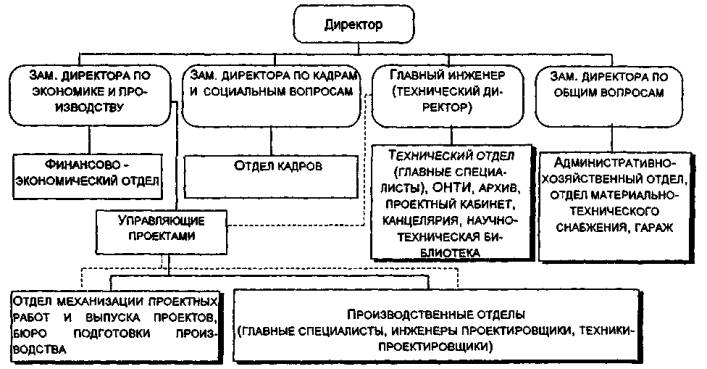 Директор
ЗАМ. ДИРЕКТОРА ПО
ЭКОНОМИКЕ И ПРО-
ИЗВОДСТВУ
ЗАМ. ДИРЕКТОРА ПО КАДРАМ
И СОЦИАЛЬНЫМ ВОПРОСАМ
ГЛАВНЫЙ ИНЖЕНЕР
(ТЕХНИЧЕСКИЙ ДИ-
РЕКТОР)
ЗАМ. ДИРЕКТОРА ПО
ОБЩИМ ВОПРОСАМ
ФИНАНСОВО -
ЭКОНОМИЧЕСКИЙ ОТДЕЛ
ОТДЕЛ КАДРОВ
ТЕХНИЧЕСКИЙ ОТДЕЛ
(ГЛАВНЫЕ СПЕЦИА-
ЛИСТЫ), ОНТИ, АРХИВ,
ПРОЕКТНЫЙ КАБИНЕТ,
КАНЦЕЛЯРИЯ, НАУЧНО-
ТЕХНИЧЕСКАЯ БИ-
БЛИОТЕКА
АДМИНИСТРАТИВНО-
ХОЗЯЙСТВЕННЫЙ ОТДЕЛ,
ОТДЕЛ МАТЕРИАЛЬНО-
ТЕХНИЧЕСКОГО
СНАБЖЕНИЯ, ГАРАЖ
УПРАВЛЯЮЩИЕ
ПРОЕКТАМИ
ОТДЕЛ МЕХАНИЗАЦИИ ПРОЕКТНЫХ
РАБОТ И ВЫПУСКА ПРОЕКТОВ,
БЮРО ПОДГОТОВКИ ПРОИЗ-
ВОДСТВА
ПРОИЗВОДСТВЕННЫЕ ОТДЕЛЫ
(ГЛАВНЫЕ СПЕЦИАЛИСТЫ, ИНЖЕНЕРЫ ПРОЕКТИРОВЩИКИ, ТЕХНИКИ-
ПРОЕКТИРОВЩИКИ)